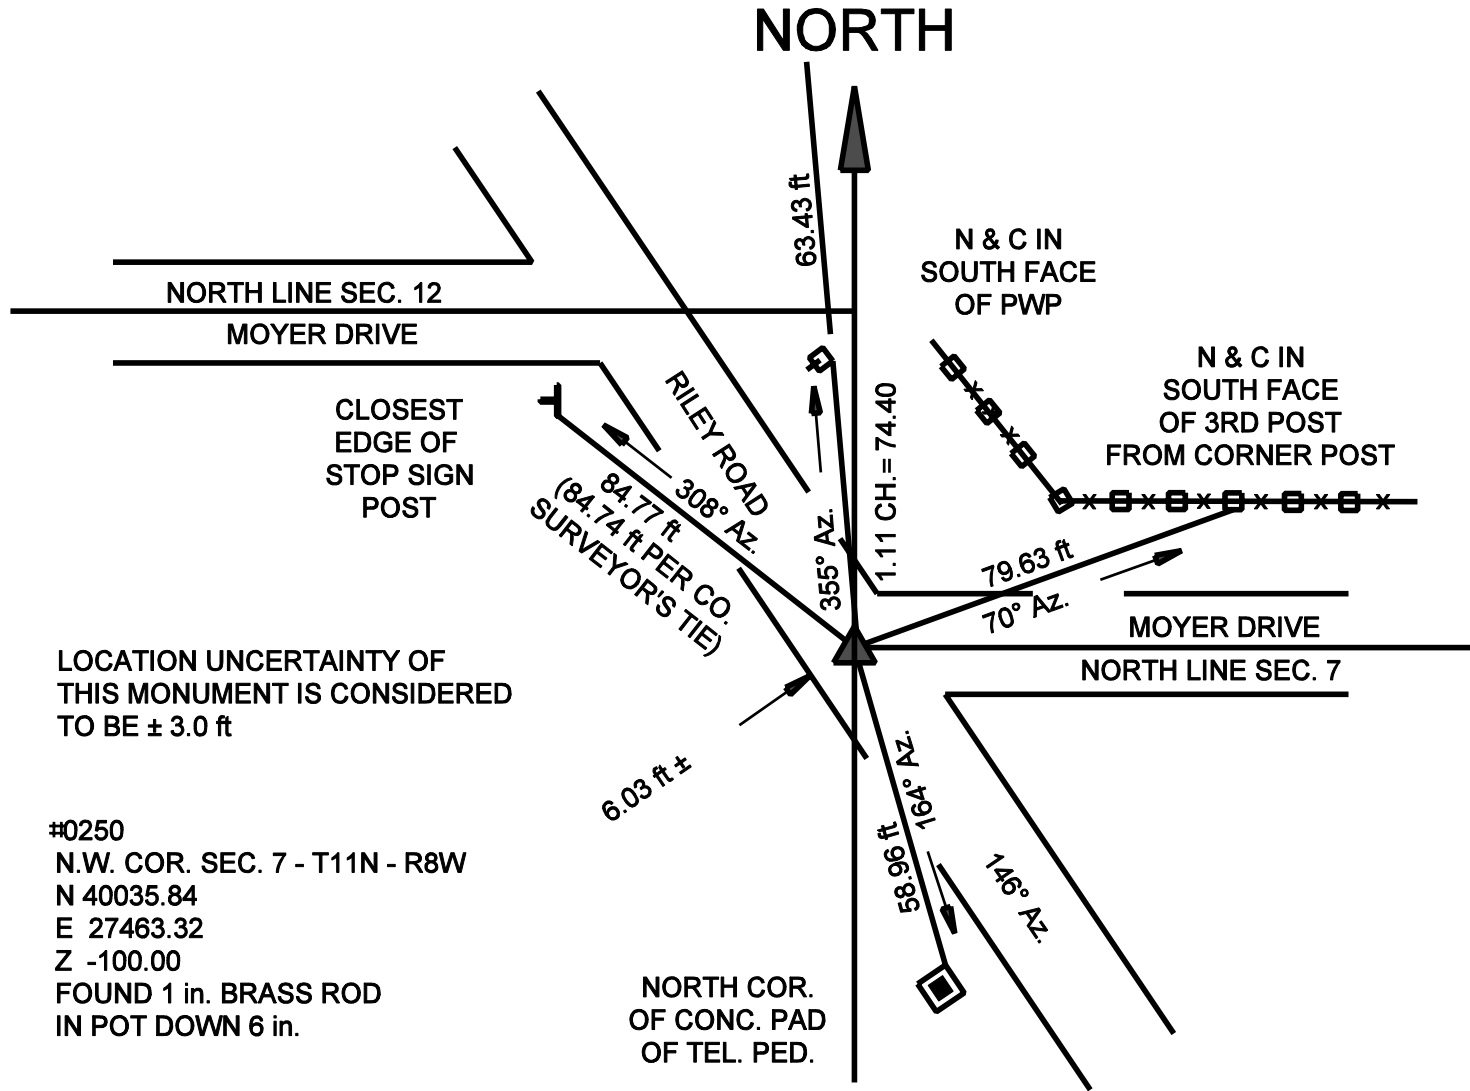 NORTH
63.43 ft
N & C IN
SOUTH FACE
OF PWP
NORTH LINE SEC. 12
MOYER DRIVE
N & C IN
SOUTH FACE
OF 3RD POST
FROM CORNER POST
CLOSEST
EDGE OF
STOP SIGN
POST
RILEY ROAD
1.11 CH.= 74.40
355° Az.
308° Az.
84.77 ft
(84.74 ft PER CO.
SURVEYOR'S TIE)
79.63 ft
70° Az.
MOYER DRIVE
NORTH LINE SEC. 7
LOCATION UNCERTAINTY OF
THIS MONUMENT IS CONSIDERED
TO BE ± 3.0 ft
6.03 ft ±
164° Az.
58.96 ft
146° Az.
#0250
N.W. COR. SEC. 7 - T11N - R8W
N 40035.84
E 27463.32
Z -100.00
FOUND 1 in. BRASS ROD
IN POT DOWN 6 in.
NORTH COR.
OF CONC. PAD
OF TEL. PED.